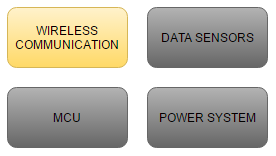 WIRELESS
COMMUNICATION
DATA SENSORS
MCU
POWER SYSTEM